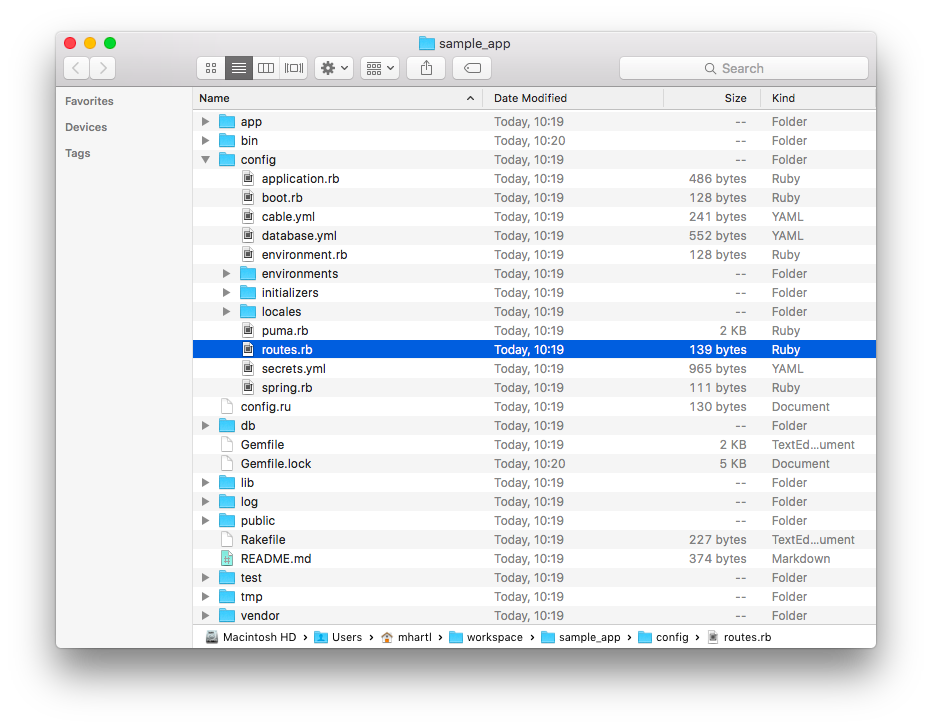 sample_app
Search
Favorites
Devices
Tags
Name Date Modified Size Kind
app Today, 10:19 -- Folder
bin Today, 10:20 -- Folder
config Today, 10:19 -- Folder
application.rb Today, 10:19 486 bytes Ruby
boot.rb Today, 10:19 128 bytes Ruby
cable.yml Today, 10:19 241 bytes YAML
database.yml Today, 10:19 552 bytes YAML
environment.rb Today, 10:19 128 bytes Ruby
environments Today, 10:19 -- Folder
initializers Today, 10:19 -- Folder
locales Today, 10:19 -- Folder
puma.rb Today, 10:19 2 KB Ruby
routes.rb Today, 10:19 139 bytes Ruby
secrets.yml Today, 10:19 965 bytes YAML
spring.rb Today, 10:19 111 bytes Ruby
config.ru Today, 10:19 130 bytes Document
db Today, 10:19 -- Folder
Gemfile Today, 10:19 2 KB TextEd...ument
Gemfile.lock Today, 10:20 5 KB Document
lib Today, 10:19 -- Folder
log Today, 10:19 -- Folder
public Today, 10:19 -- Folder
Rakefile Today, 10:19 227 bytes TextEd...ument
README.md Today, 10:19 374 bytes Markdown
test Today, 10:19 -- Folder
tmp Today, 10:19 -- Folder
vendor Today, 10:19 -- Folder
Macintosh HD › Users › mhartl › workspace › sample_app › config › routes.rb